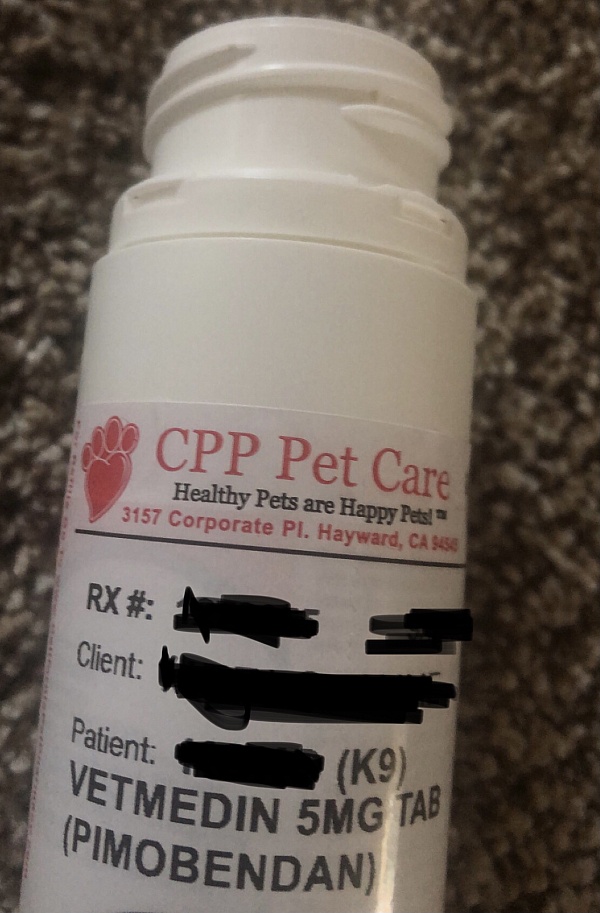 CPP Pet Care
Healthy Pets are Happy Pets! ™
3157 Corporate Pl. Hayward, CA 94545
RX #:
Client:
Patient: (K9)
VETMEDIN 5MG TAB
(PIMOBENDAN)